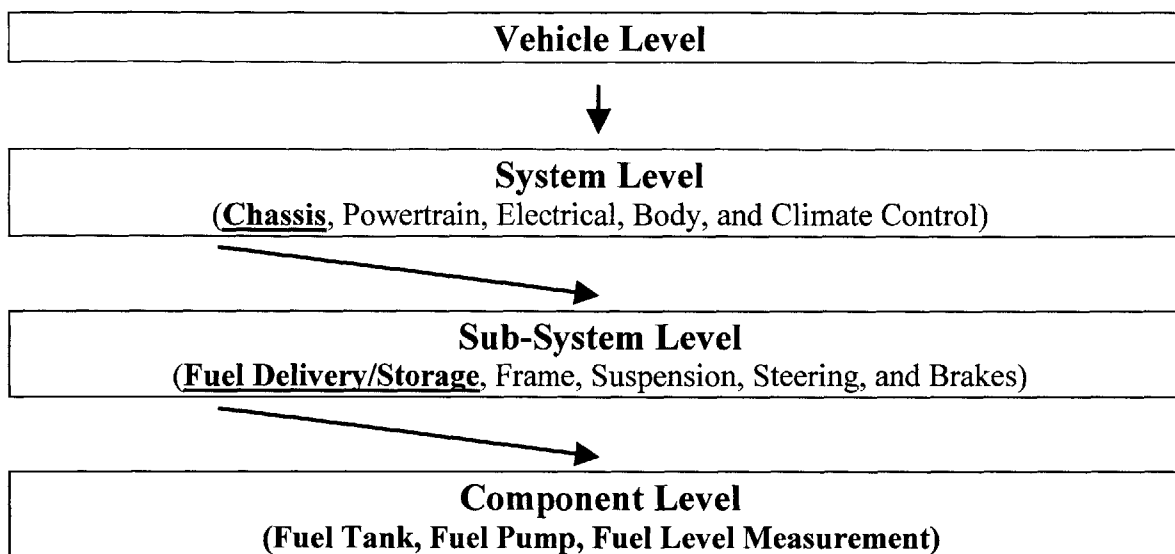 Vehicle Level
System Level
(Chassis, Powertrain, Electrical, Body, and Climate Control)
Sub-System Level
(Fuel Delivery/Storage, Frame, Suspension, Steering, and Brakes)
Component Level
(Fuel Tank, Fuel Pump, Fuel Level Measurement)